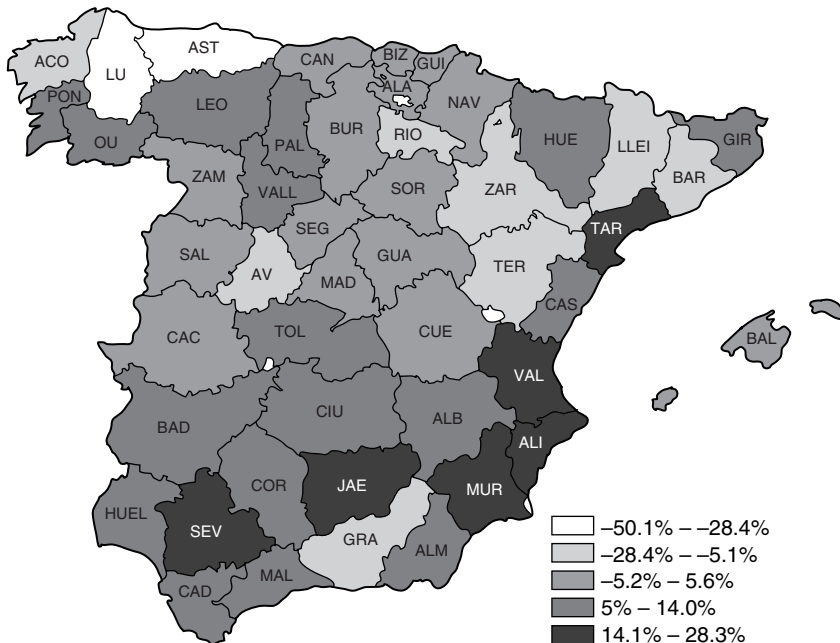 AST
ACO
LU
CAN
BIZ
GUI
ALA
PON
LEO
NAV
BUR
RIO
HUE
GIR
OU
PAL
LLEI
ZAM
VALL
SOR
ZAR
BAR
SEG
TAR
SAL
AV
GUA
MAD
TER
CAS
CAC
TOL
CUE
BAL
VAL
CIU
ALB
BAD
ALI
JAE
COR
MUR
HUEL
SEV
GRA
ALM
MAL
CAD
–50.1% – –28.4%
–28.4% – –5.1%
–5.2% – 5.6%
5% – 14.0%
14.1% – 28.3%